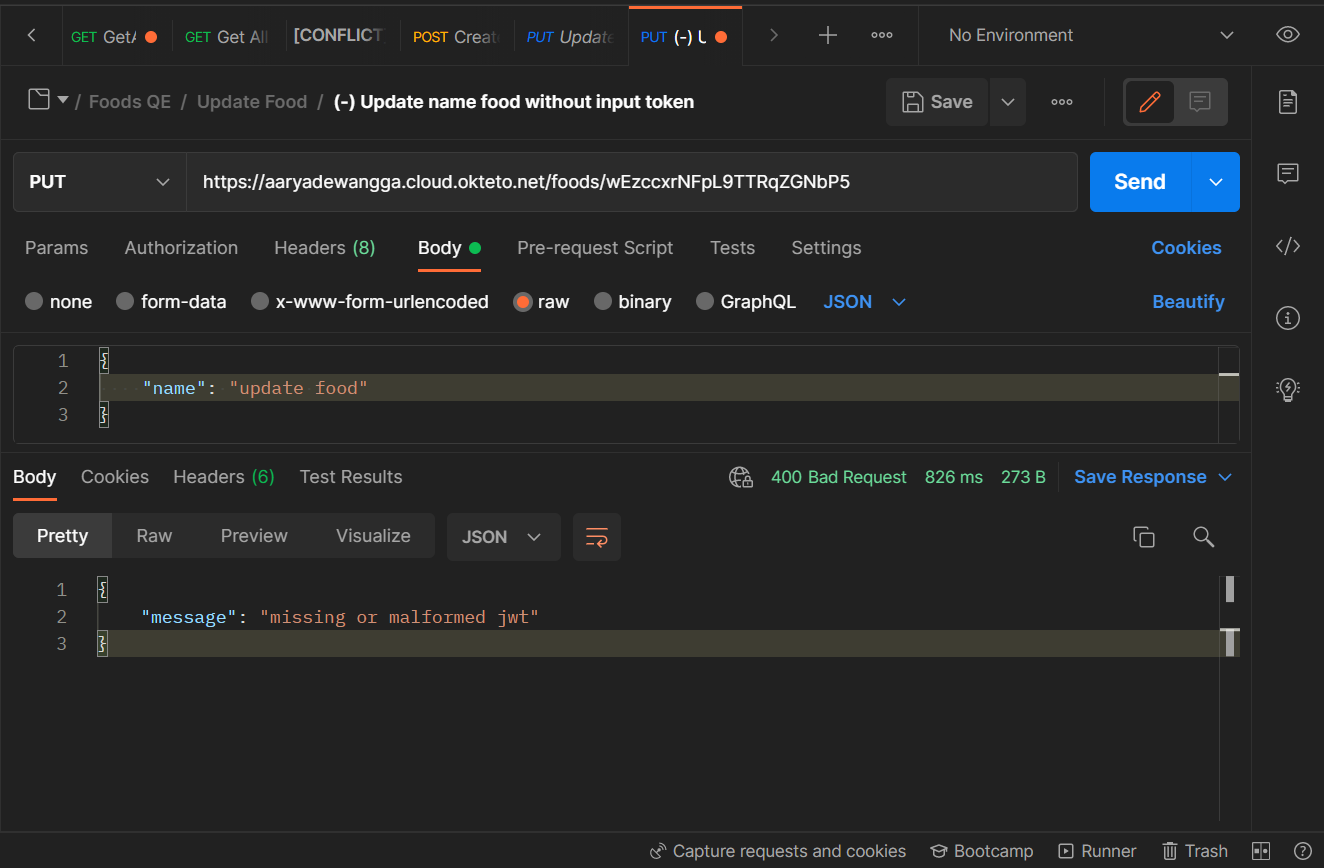 GET GetA GET Get All [CONFLICT POST Creat PUT Update PUT (-) U No Environment
/ Foods QE / Update Food / (-) Update name food without input token Save
PUT https://aaryadewangga.cloud.okteto.net/foods/wEzccxrNFpL9TTRqZGNbP5 Send
Params Authorization Headers (8) Body Pre-request Script Tests Settings Cookies
none form-data x-www-form-urlencoded raw binary GraphQL JSON Beautify
1 {
2 "name": "update food"
3 }
Body Cookies Headers (6) Test Results 400 Bad Request 826 ms 273 B Save Response
Pretty Raw Preview Visualize JSON
1 {
2 "message": "missing or malformed jwt"
3 }
Capture requests and cookies Bootcamp Runner Trash